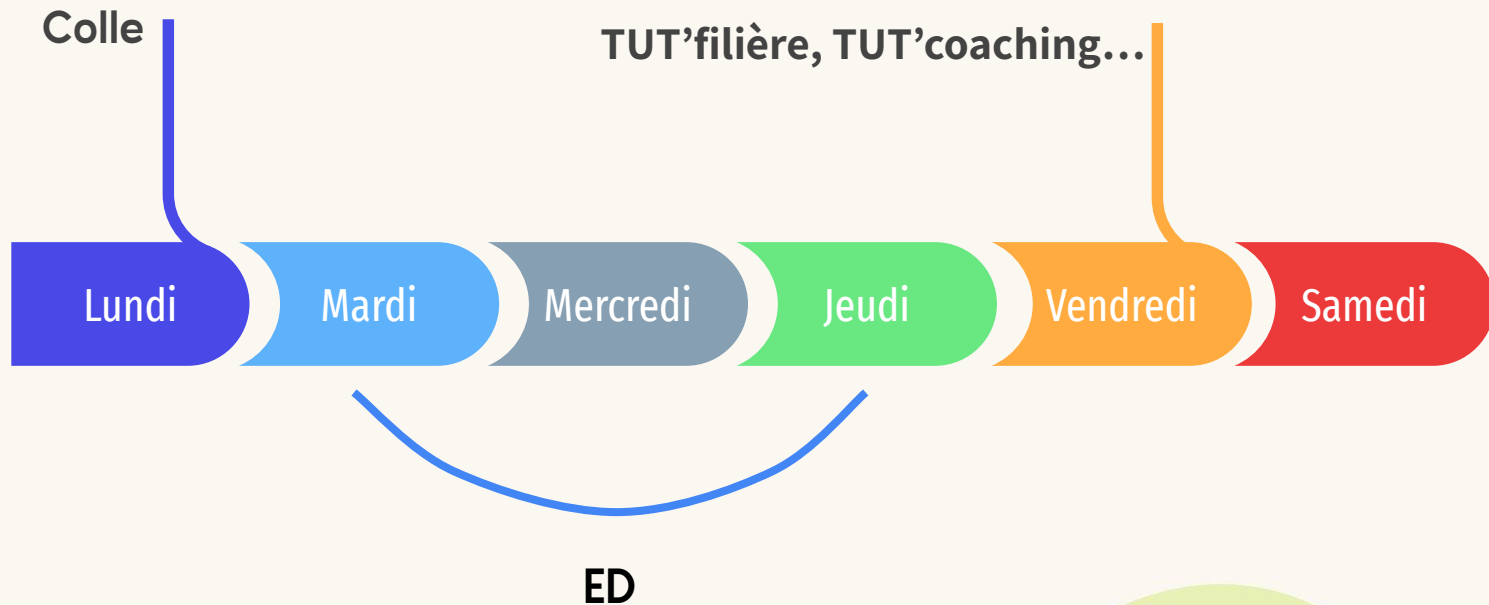 Colle
TUT’filière, TUT’coaching…
Lundi
Mardi
Mercredi
Jeudi
Vendredi
Samedi
ED